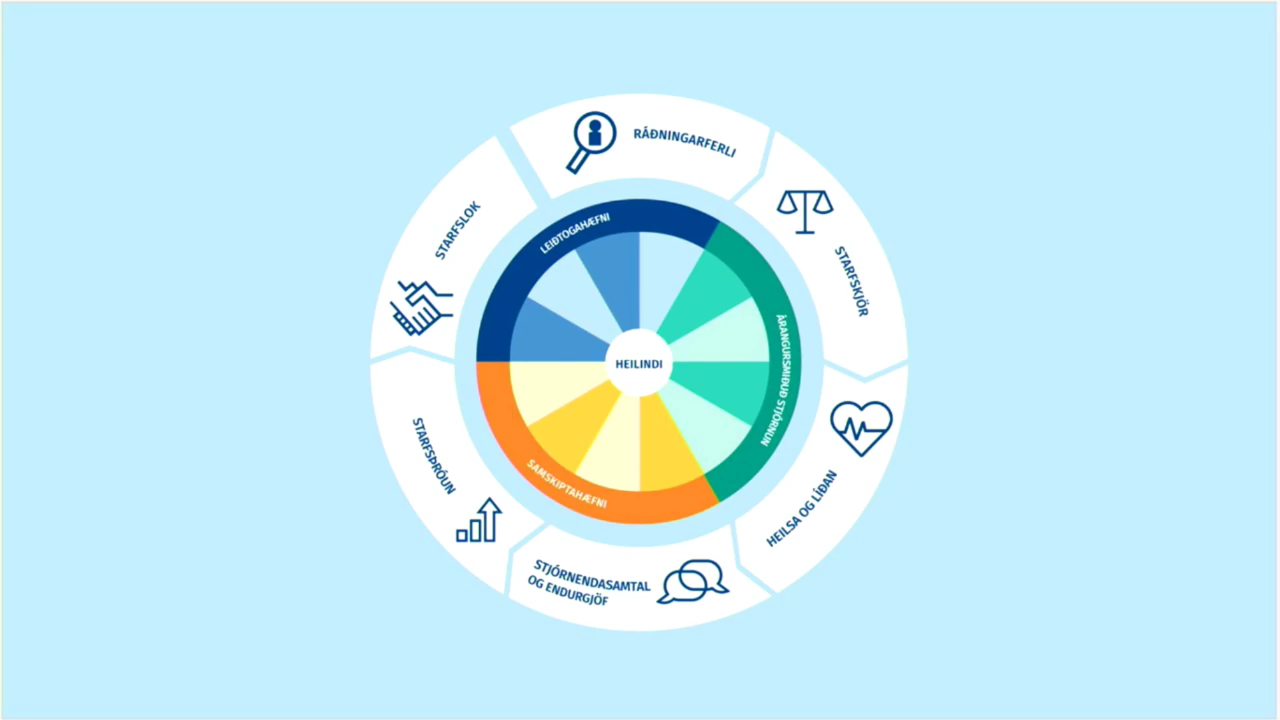 RÁÐNINGARFERLI
STARFSKJÖR
HEILSA OG LÍÐAN
STJÓRNENDASAMTAL
OG ENDURGJÖF
STARFSÞRÓUN
STARFSLOK
LEIÐTOGAHÆFNI
ÁRANGURSMIÐUÐ STJÓRNUN
SAMSKIPTAHÆFNI
HEILINDI